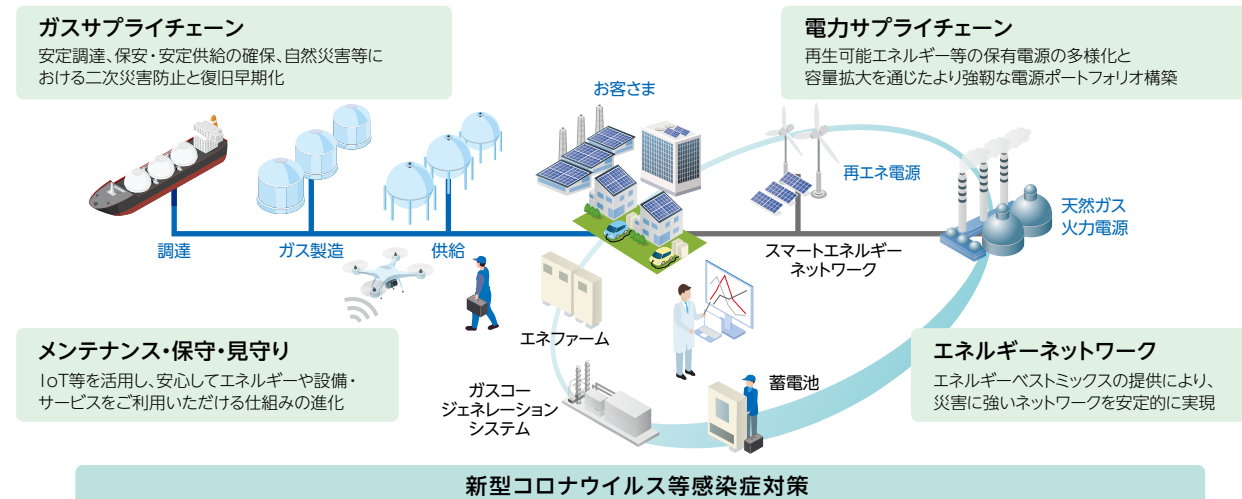 ガスサプライチェーン
安定調達、保安・安定供給の確保、自然災害等に
おける二次災害防止と復旧早期化
電力サプライチェーン
再生可能エネルギー等の保有電源の多様化と
容量拡大を通じたより強靭な電源ポートフォリオ構築
お客さま
再エネ電源
天然ガス
火力電源
調達
ガス製造
供給
スマートエネルギー
ネットワーク
エネファーム
メンテナンス・保守・見守り
IoT等を活用し、安心してエネルギーや設備・
サービスをご利用いただける仕組みの進化
ガスコー
ジェネレーション
システム
蓄電池
エネルギーネットワーク
エネルギーベストミックスの提供により、
災害に強いネットワークを安定的に実現
新型コロナウイルス等感染症対策